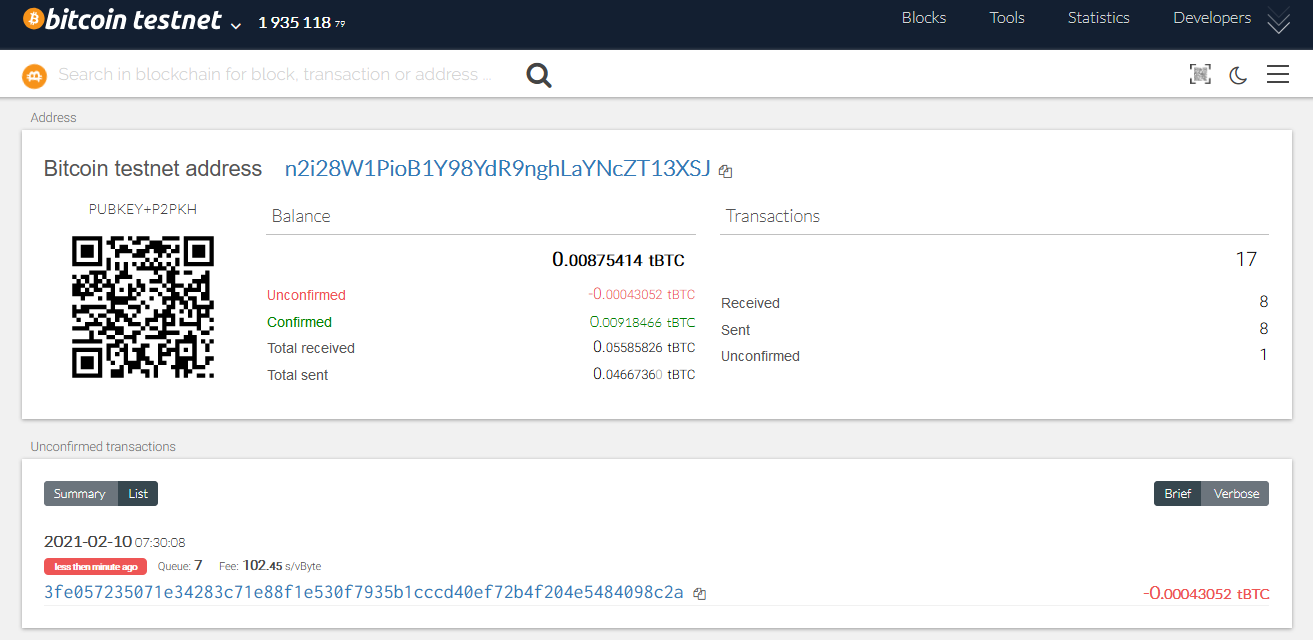 bitcoin testnet 1 935 118 79 Blocks Tools Statistics Developers
Search in blockchain for block, transaction or address ...
Address
Bitcoin testnet address n2i28W1PioB1Y98YdR9nghLaYNcZT13XSJ
PUBKEY+P2PKH
Balance
0.00875414 tBTC
Unconfirmed -0.00043052 tBTC
Confirmed 0.00918466 tBTC
Total received 0.05585826 tBTC
Total sent 0.04667360 tBTC
Transactions
17
Received 8
Sent 8
Unconfirmed 1
Unconfirmed transactions
Summary List Brief Verbose
2021-02-10 07:30:08
less then minute ago Queue: 7 Fee: 102.45 s/vByte
3fe057235071e34283c71e88f1e530f7935b1cccd40ef72b4f204e5484098c2a -0.00043052 tBTC